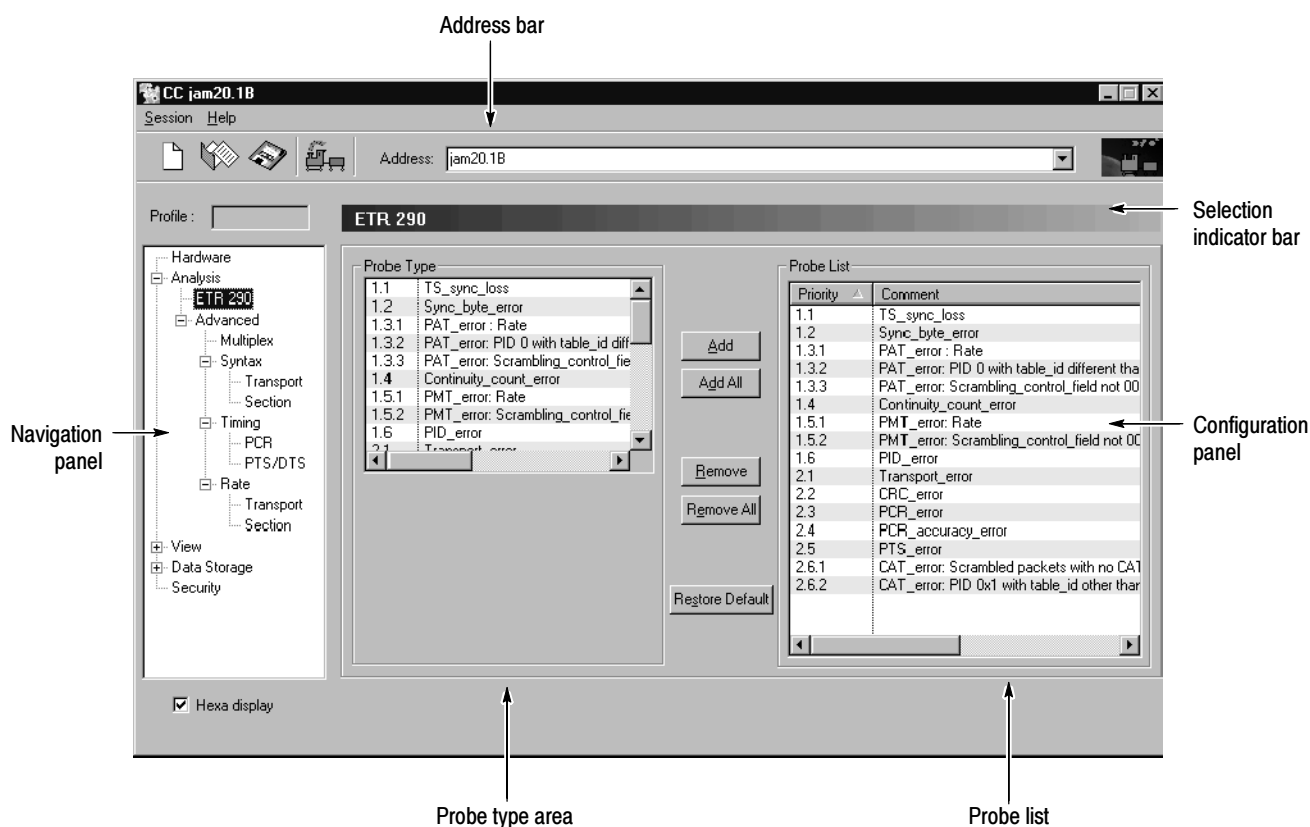 Address bar
CC jam20.1B
Session Help
Address: jam20.1B
Profile :
ETR 290
Selection
indicator bar
Hardware
Analysis
ETR 290
Advanced
Multiplex
Syntax
Transport
Section
Timing
PCR
PTS/DTS
Rate
Transport
Section
View
Data Storage
Security
Navigation
panel
Probe Type
1.1 TS_sync_loss
1.2 Sync_byte_error
1.3.1 PAT_error : Rate
1.3.2 PAT_error: PID 0 with table_id diff
1.3.3 PAT_error: Scrambling_control_fie
1.4 Continuity_count_error
1.5.1 PMT_error: Rate
1.5.2 PMT_error: Scrambling_control_fie
1.6 PID_error
2.1 Transport_error
Add
Add All
Remove
Remove All
Restore Default
Probe List
Priority Comment
1.1 TS_sync_loss
1.2 Sync_byte_error
1.3.1 PAT_error : Rate
1.3.2 PAT_error: PID 0 with table_id different tha
1.3.3 PAT_error: Scrambling_control_field not 00
1.4 Continuity_count_error
1.5.1 PMT_error: Rate
1.5.2 PMT_error: Scrambling_control_field not 00
1.6 PID_error
2.1 Transport_error
2.2 CRC_error
2.3 PCR_error
2.4 PCR_accuracy_error
2.5 PTS_error
2.6.1 CAT_error: Scrambled packets with no CAT
2.6.2 CAT_error: PID 0x1 with table_id other than
Configuration
panel
Hexa display
Probe type area
Probe list